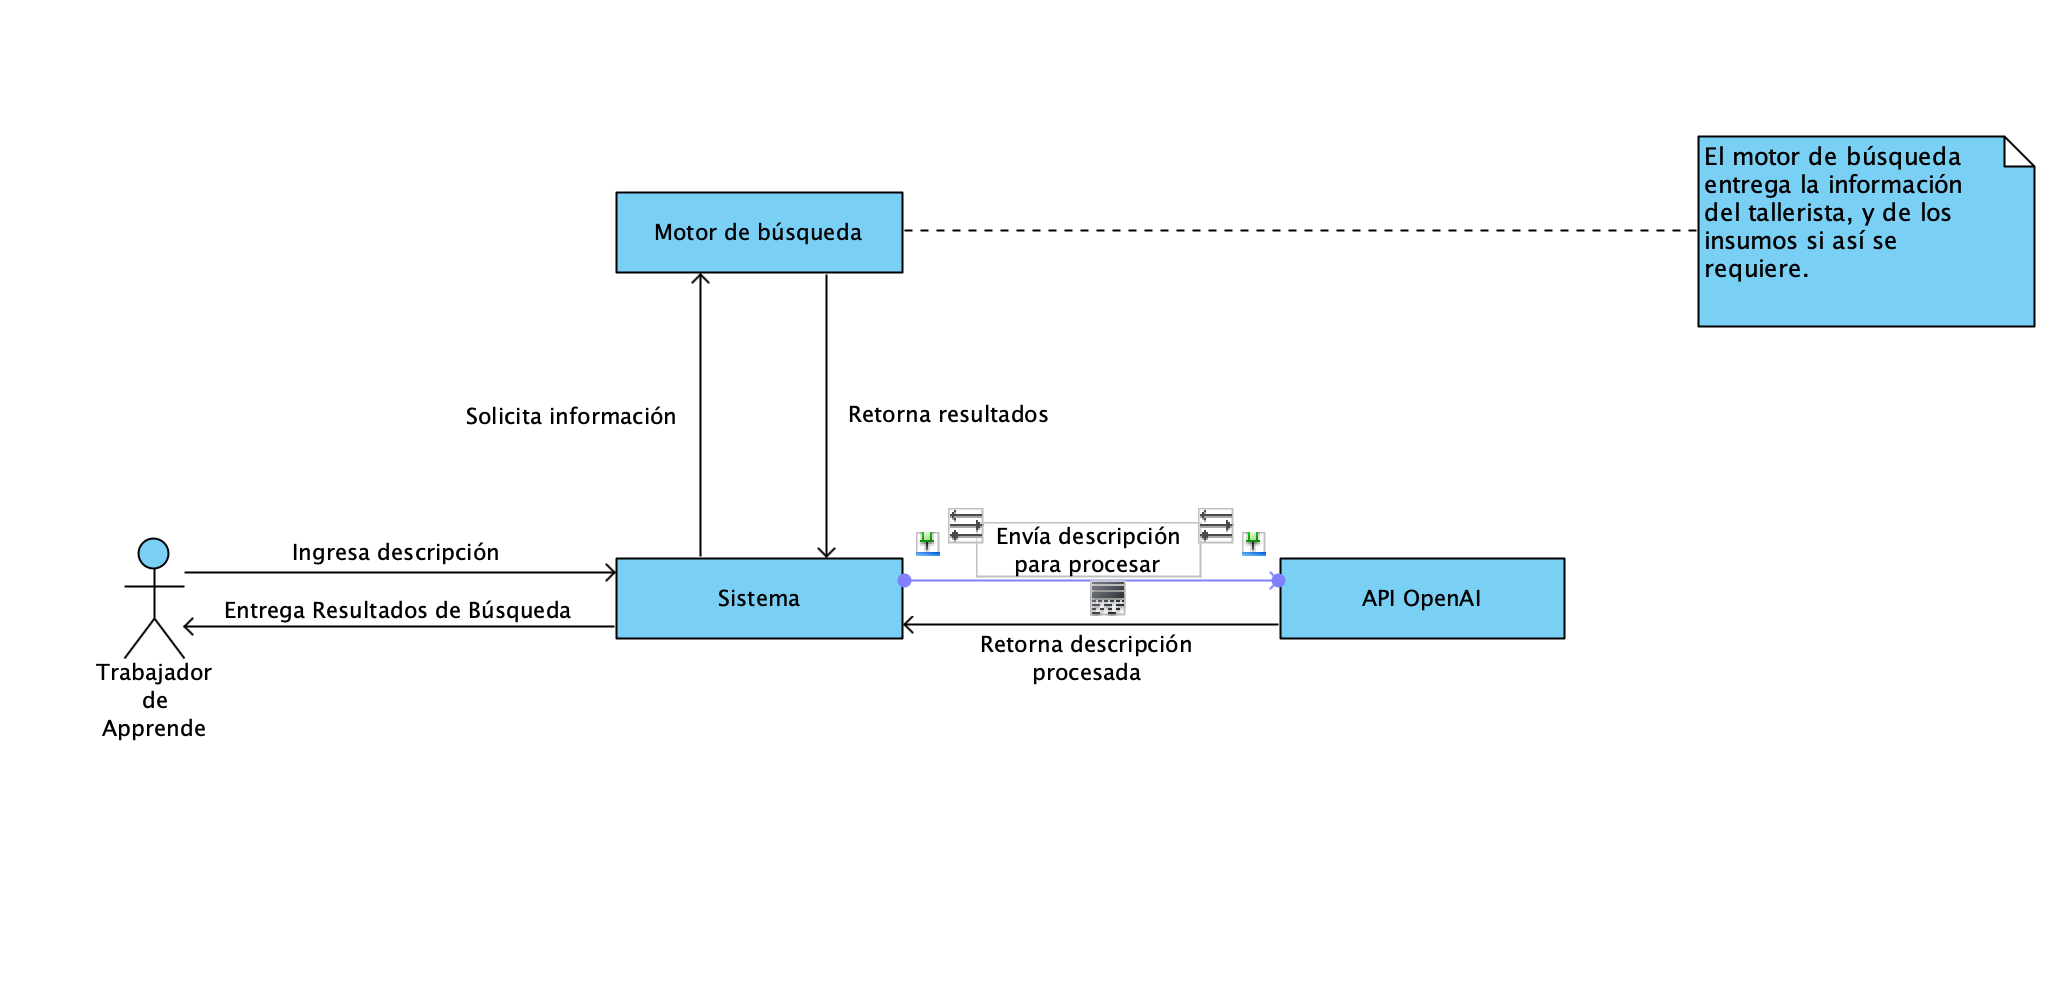 El motor de búsqueda
entrega la información
del tallerista, y de los
insumos si así se
requiere.
Motor de búsqueda
Solicita información
Retorna resultados
Ingresa descripción
Entrega Resultados de Búsqueda
Trabajador
de
Apprende
Sistema
Envía descripción
para procesar
Retorna descripción
procesada
API OpenAI